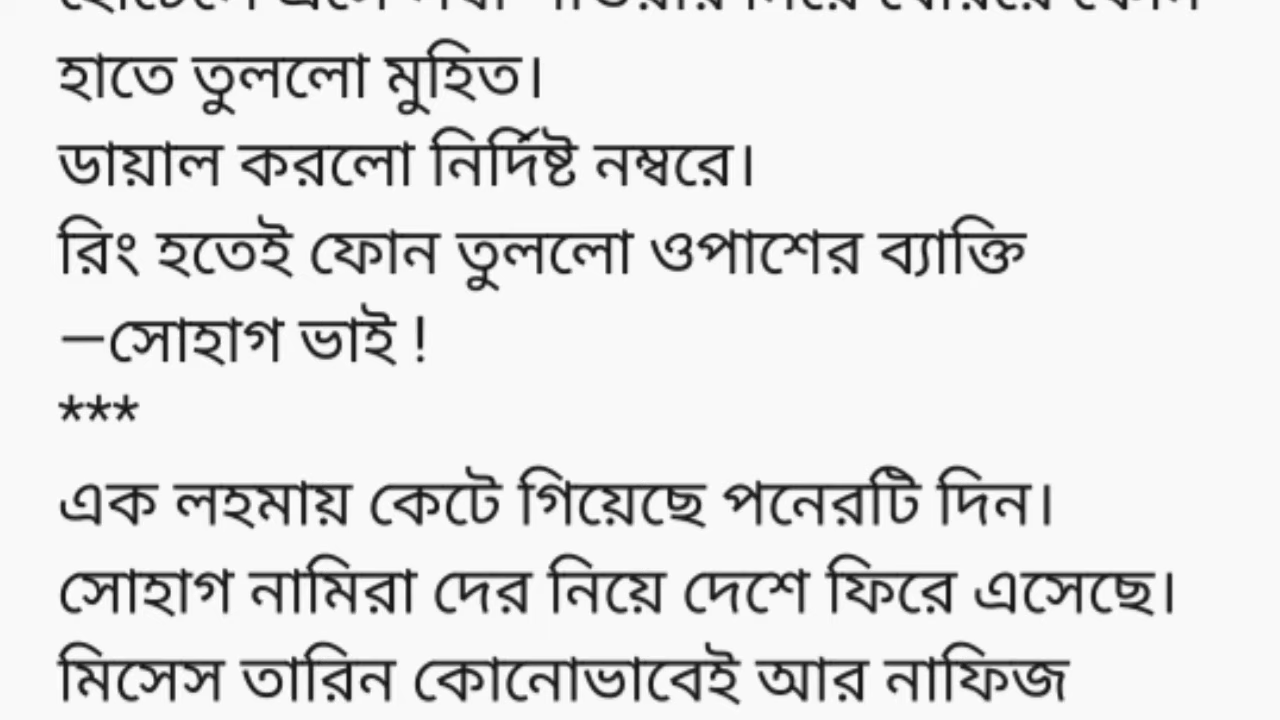 হাতে তুললো মুহিত।
ডায়াল করলো নির্দিষ্ট নম্বরে।
রিং হতেই ফোন তুললো ওপাশের ব্যাক্তি
—সোহাগ ভাই !
***
এক লহমায় কেটে গিয়েছে পনেরটি দিন।
সোহাগ নামিরা দের নিয়ে দেশে ফিরে এসেছে।
মিসেস তারিন কোনোভাবেই আর নাফিজ